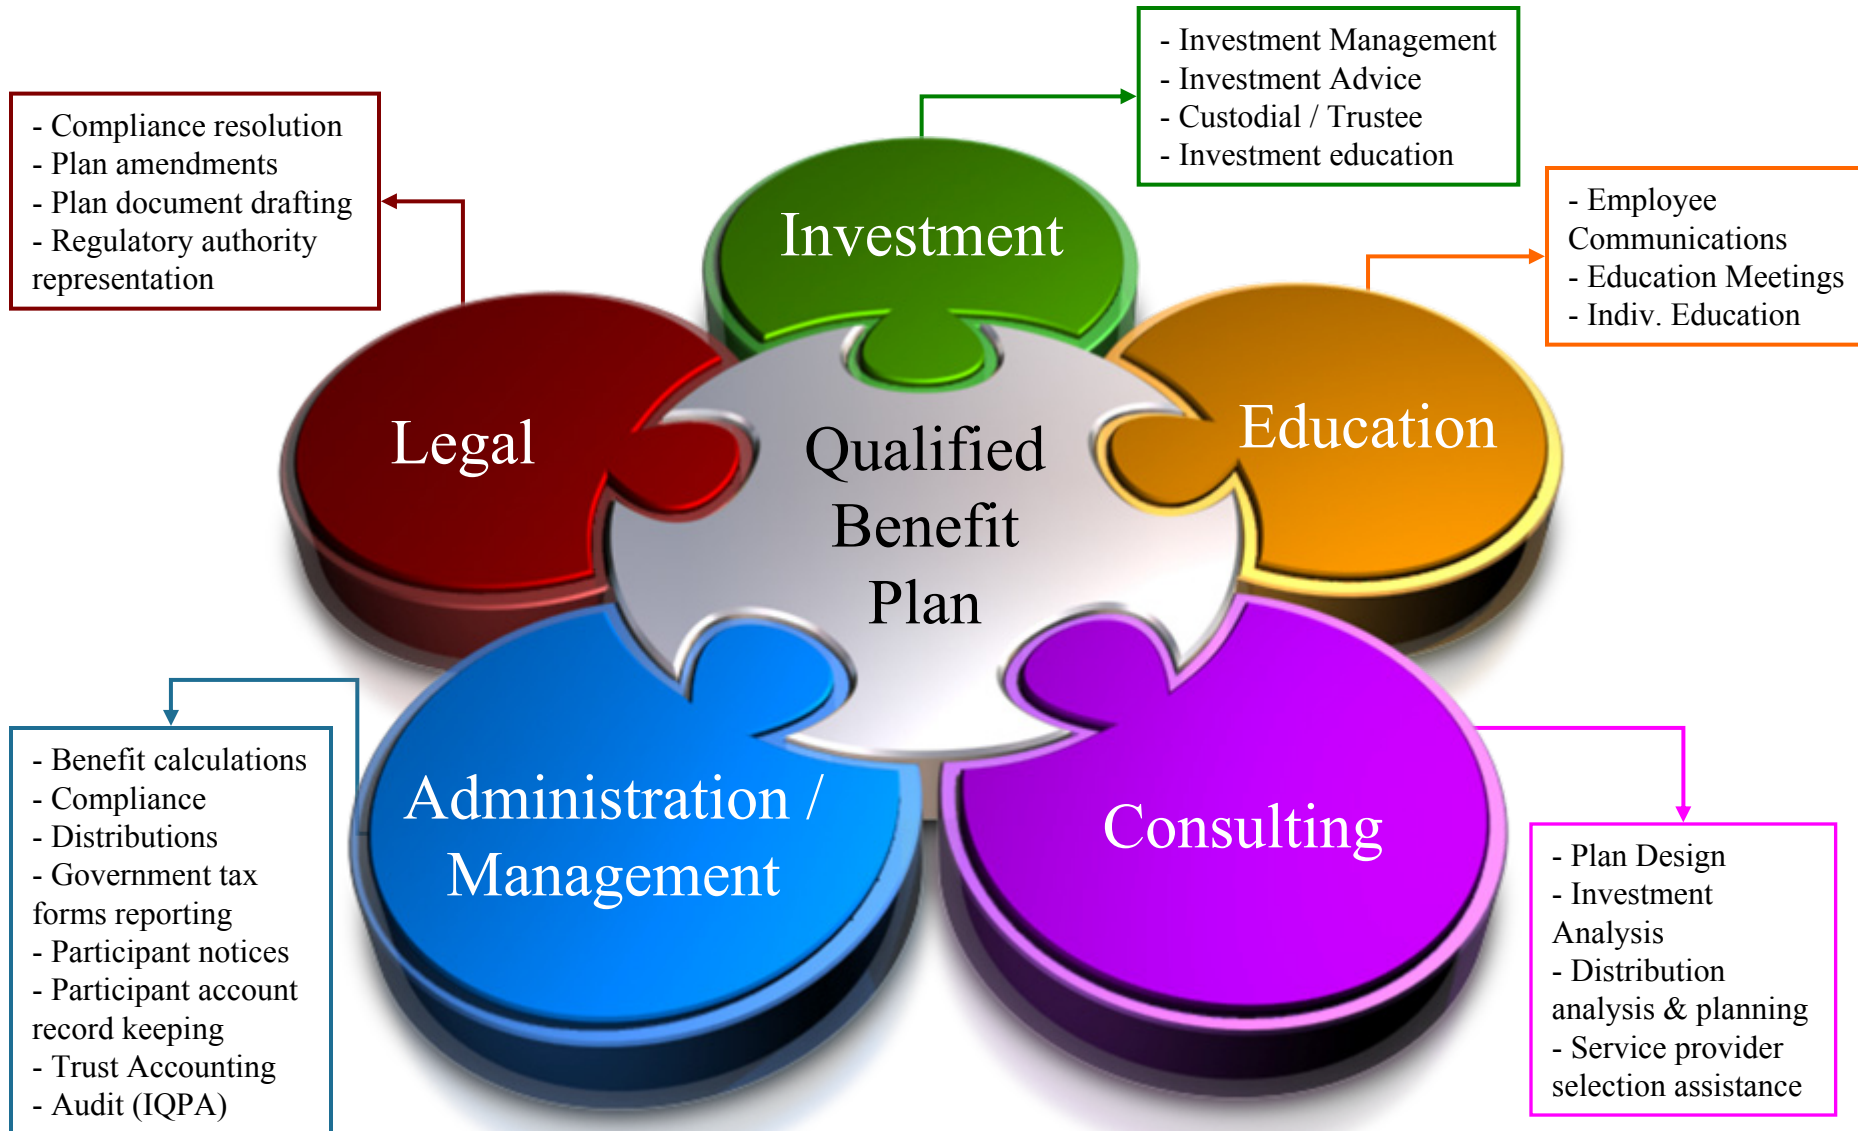 - Investment Management
- Investment Advice
- Custodial / Trustee
- Investment education
- Compliance resolution
- Plan amendments
- Plan document drafting
- Regulatory authority
representation
- Employee
Communications
- Education Meetings
- Indiv. Education
Investment
Legal
Education
Qualified
Benefit
Plan
Administration /
Management
Consulting
- Benefit calculations
- Compliance
- Distributions
- Government tax
forms reporting
- Participant notices
- Participant account
record keeping
- Trust Accounting
- Audit (IQPA)
- Plan Design
- Investment
Analysis
- Distribution
analysis & planning
- Service provider
selection assistance